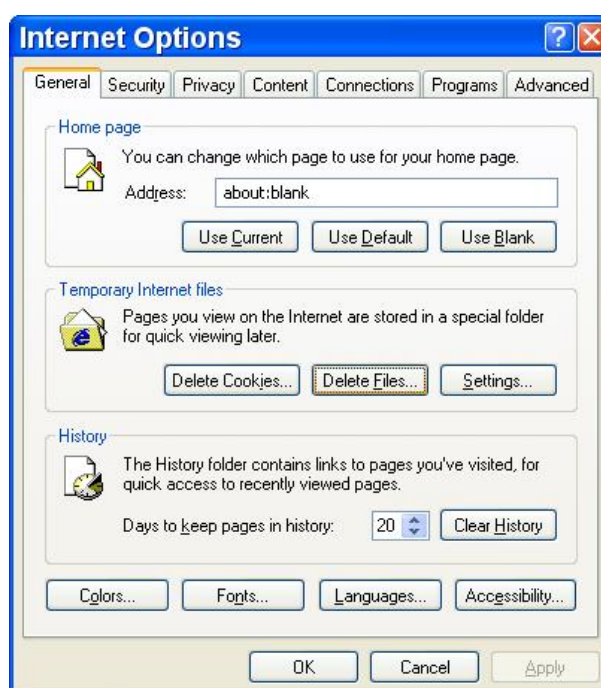 Internet Options
General Security Privacy Content Connections Programs Advanced
Home page
You can change which page to use for your home page.
Address: about:blank
Use Current Use Default Use Blank
Temporary Internet files
Pages you view on the Internet are stored in a special folder
for quick viewing later.
Delete Cookies... Delete Files... Settings...
History
The History folder contains links to pages you've visited, for
quick access to recently viewed pages.
Days to keep pages in history: 20 Clear History
Colors... Fonts... Languages... Accessibility...
OK Cancel Apply